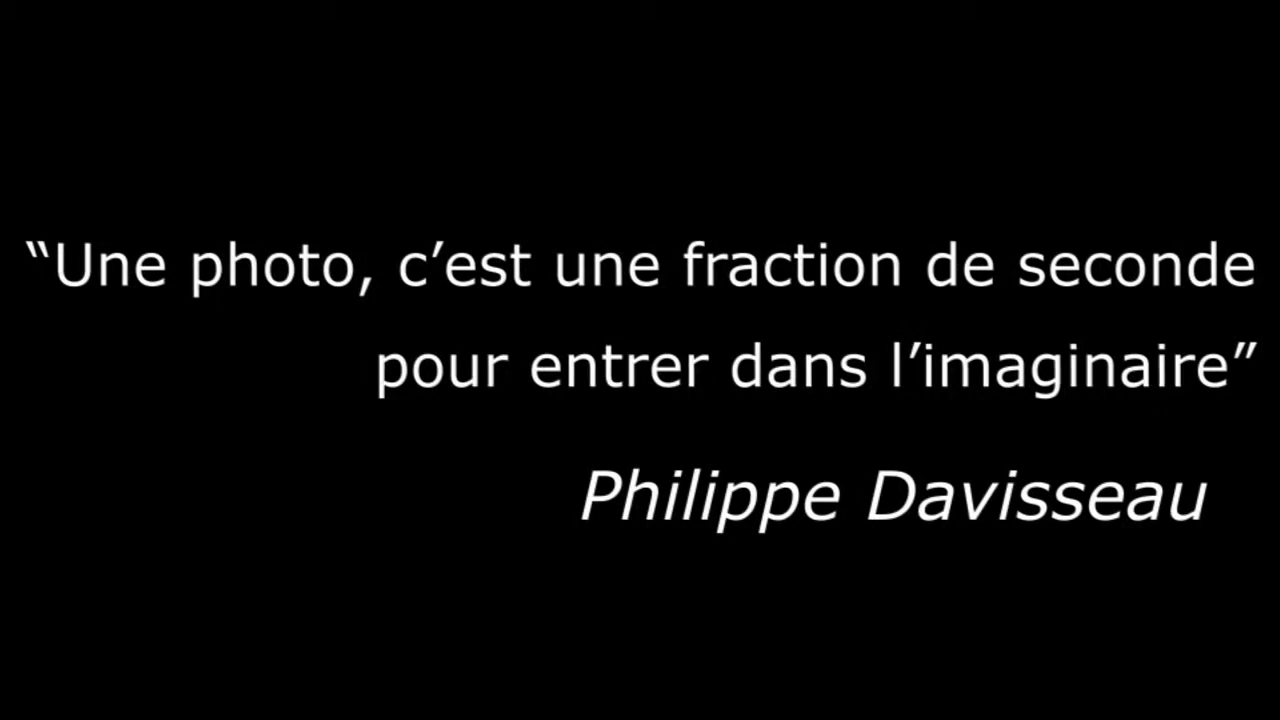 “Une photo, c’est une fraction de seconde
pour entrer dans l’imaginaire”
Philippe Davisseau